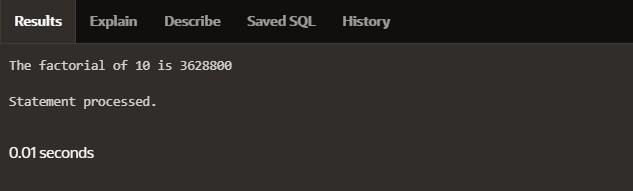 Results Explain Describe Saved SQL History
The factorial of 10 is 3628800
Statement processed.
0.01 seconds